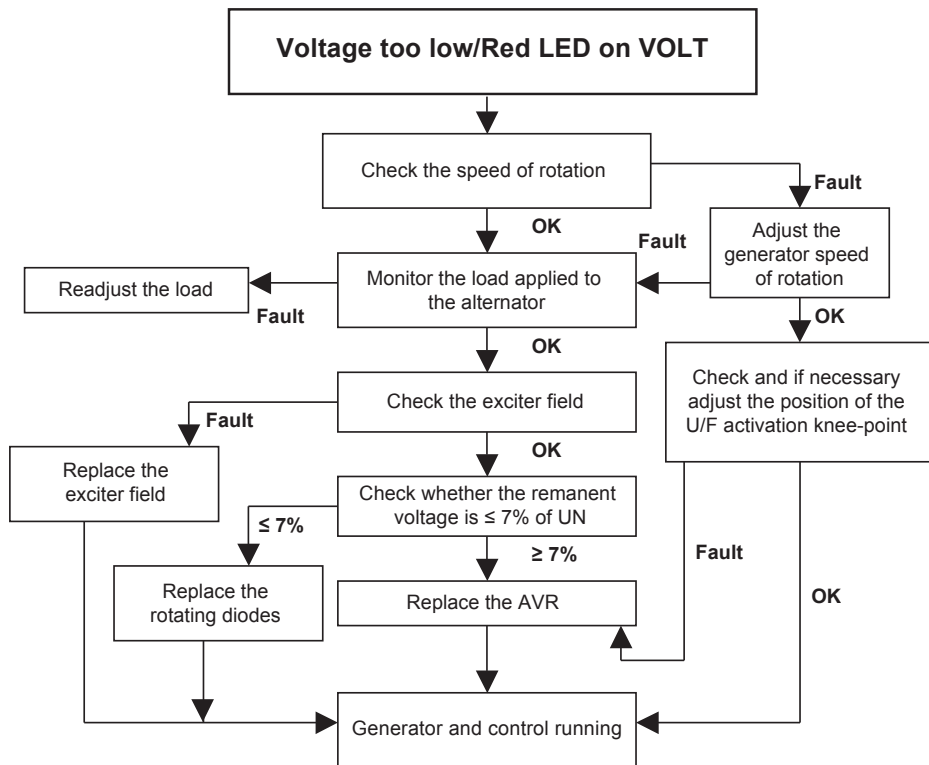 Voltage too low/Red LED on VOLT
Check the speed of rotation
Fault
OK
Fault
Adjust the
generator speed
of rotation
Readjust the load
Monitor the load applied to
the alternator
Fault
OK
OK
Check the exciter field
Check and if necessary
adjust the position of the
U/F activation knee-point
Fault
OK
Replace the
exciter field
Check whether the remanent
voltage is ≤ 7% of UN
≤ 7%
≥ 7%
Fault
OK
Replace the
rotating diodes
Replace the AVR
Generator and control running